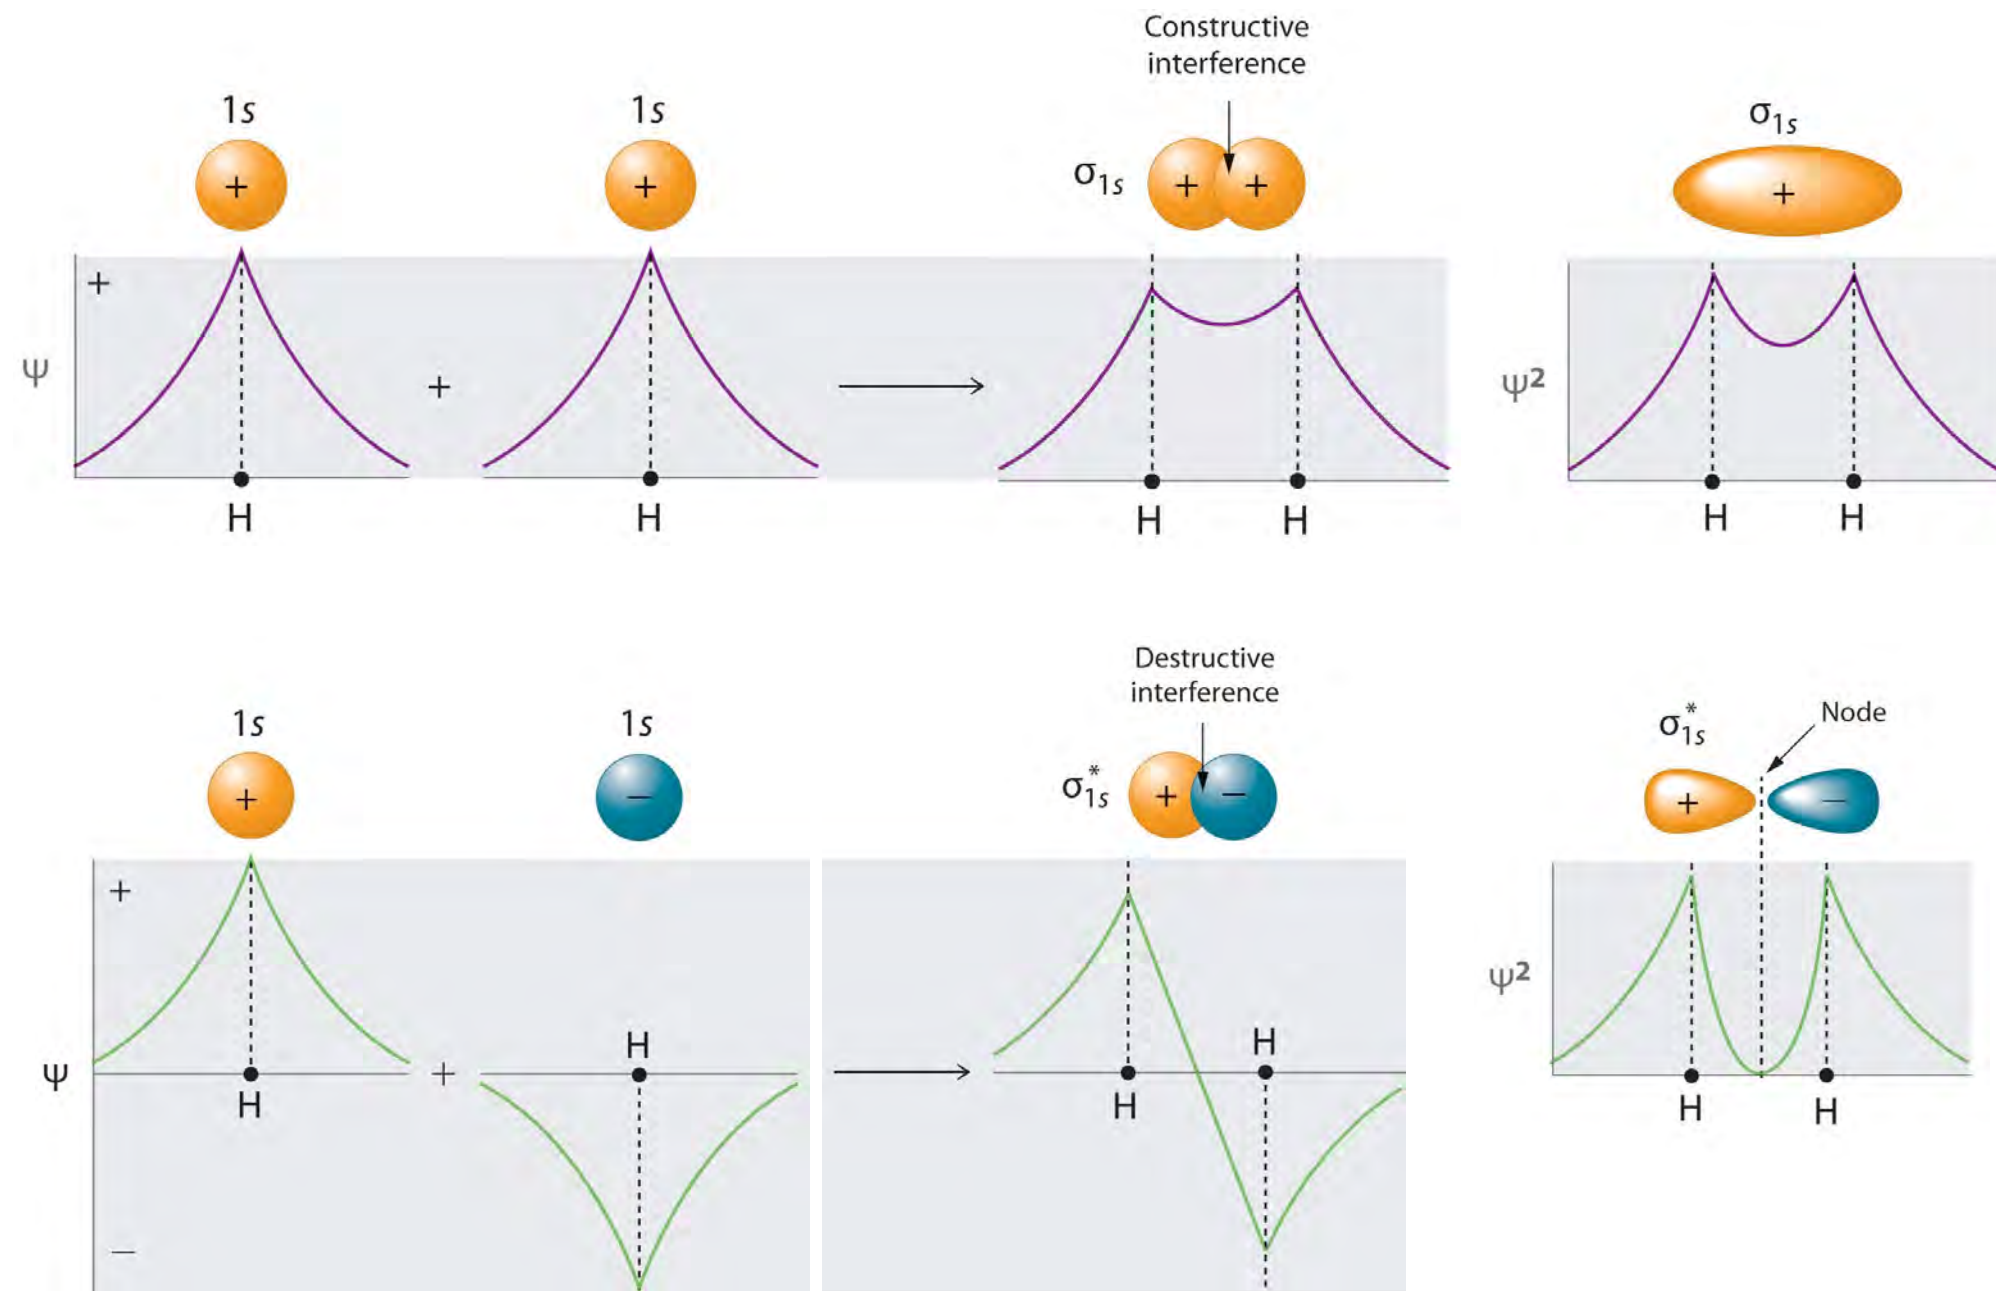 Constructive
interference
1s
1s
σ1s
σ1s
+
+
+ +
+
+
ψ
+
ψ²
H
H
H
H
H
H
Destructive
interference
1s
1s
σ*1s
σ*1s
Node
+
−
+ −
+ −
+
ψ
+
ψ²
H
H
H
H
H
H
−